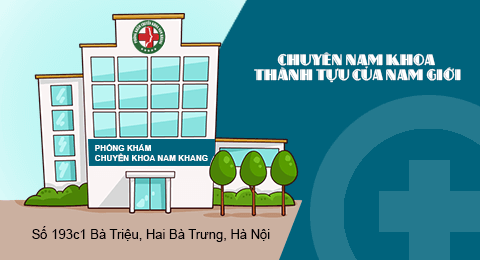 CHUYÊN NAM KHOA
THÀNH TỰU CỦA NAM GIỚI
PHÒNG KHÁM
CHUYÊN KHOA NAM KHANG
Số 193c1 Bà Triệu, Hai Bà Trưng, Hà Nội